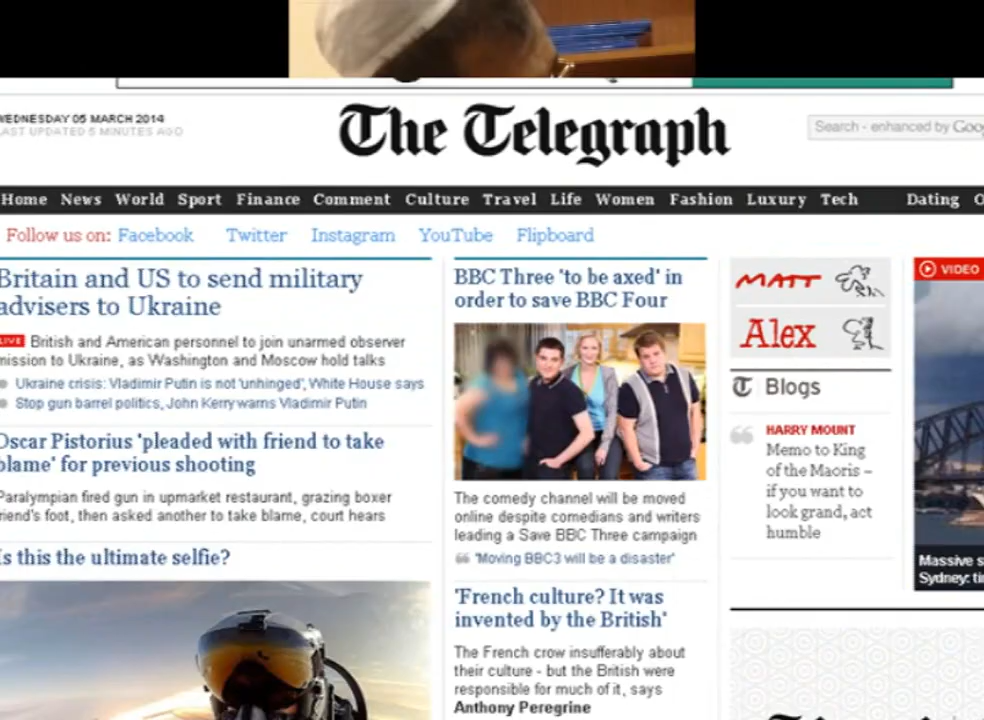 WEDNESDAY 05 MARCH 2014
LAST UPDATED 5 MINUTES AGO
The Telegraph
Search - enhanced by Goo
Home News World Sport Finance Comment Culture Travel Life Women Fashion Luxury Tech Dating O
Follow us on: Facebook Twitter Instagram YouTube Flipboard
Britain and US to send military
advisers to Ukraine
LIVE British and American personnel to join unarmed observer
mission to Ukraine, as Washington and Moscow hold talks
Ukraine crisis: Vladimir Putin is not 'unhinged', White House says
Stop gun barrel politics, John Kerry warns Vladimir Putin
Oscar Pistorius 'pleaded with friend to take
blame' for previous shooting
Paralympian fired gun in upmarket restaurant, grazing boxer
friend's foot, then asked another to take blame, court hears
Is this the ultimate selfie?
BBC Three 'to be axed' in
order to save BBC Four
The comedy channel will be moved
online despite comedians and writers
leading a Save BBC Three campaign
'Moving BBC3 will be a disaster'
'French culture? It was
invented by the British'
The French crow insufferably about
their culture - but the British were
responsible for much of it, says
Anthony Peregrine
MATT
Alex
T Blogs
HARRY MOUNT
Memo to King
of the Maoris –
if you want to
look grand, act
humble
VIDEO
Massive s
Sydney: ti